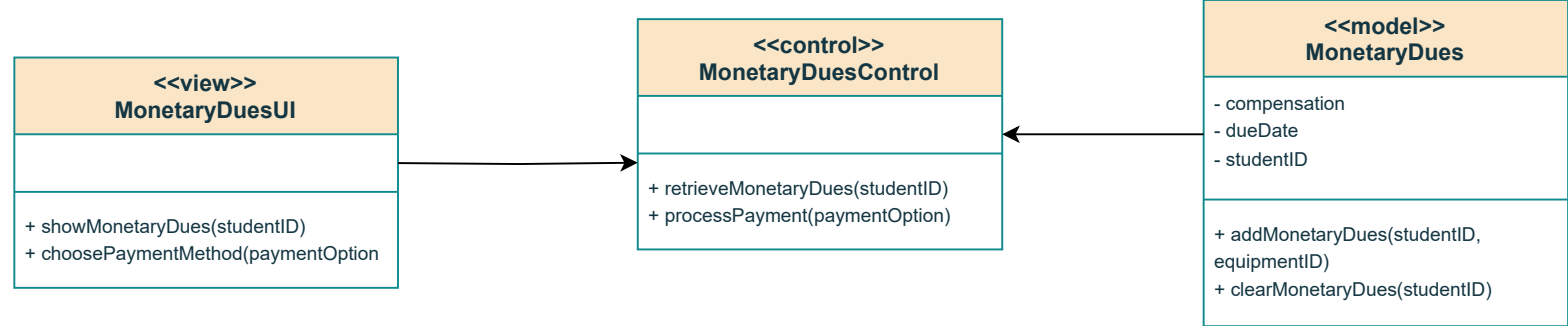 <<view>>
MonetaryDuesUI
+ showMonetaryDues(studentID)
+ choosePaymentMethod(paymentOption
<<control>>
MonetaryDuesControl
+ retrieveMonetaryDues(studentID)
+ processPayment(paymentOption)
<<model>>
MonetaryDues
- compensation
- dueDate
- studentID
+ addMonetaryDues(studentID,
equipmentID)
+ clearMonetaryDues(studentID)